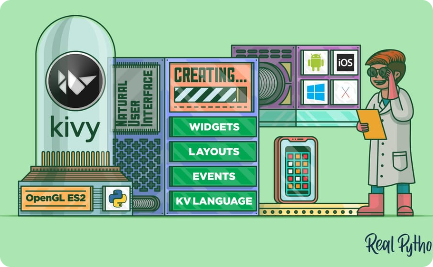 kivy
NATURAL
USER
INTERFACE
CREATING...
WIDGETS
LAYOUTS
EVENTS
KV LANGUAGE
OpenGL ES2
iOS
X
Real Pytho